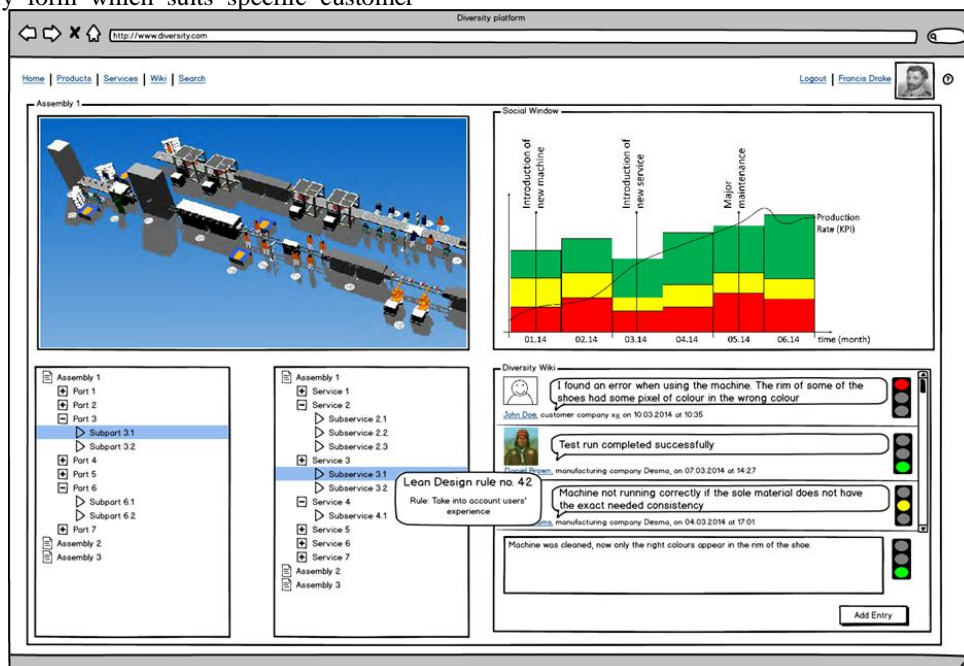 y form which suits specific customer
Diversity platform
http://www.diversity.com
Home | Products | Services | Wiki | Search
Logout | Francis Drake
Assembly 1
Social Window
Introduction of
new machine
Introduction of
new service
Major
maintenance
Production
Rate (KPI)
01.14 02.14 03.14 04.14 05.14 06.14 time (month)
Assembly 1
Part 1
Part 2
Part 3
Subpart 3.1
Subpart 3.2
Part 4
Part 5
Part 6
Subpart 6.1
Subpart 6.2
Part 7
Assembly 2
Assembly 3
Assembly 1
Service 1
Service 2
Subservice 2.1
Subservice 2.2
Subservice 2.3
Service 3
Subservice 3.1
Subservice 3.2
Service 4
Subservice 4.1
Service 5
Service 6
Service 7
Assembly 2
Assembly 3
Lean Design rule no. 42
Rule: Take into account users'
experience
Diversity Wiki
I found an error when using the machine. The rim of some of the
shoes had some pixel of colour in the wrong colour
John Doe, customer company xy, on 10.03.2014 at 10:35
Test run completed successfully
Daniel Brown, manufacturing company Desma, on 07.03.2014 at 14:27
Machine not running correctly if the sole material does not have
the exact needed consistency
manufacturing company Desma, on 04.03.2014 at 17:01
Machine was cleaned, now only the right colours appear in the rim of the shoe.
Add Entry